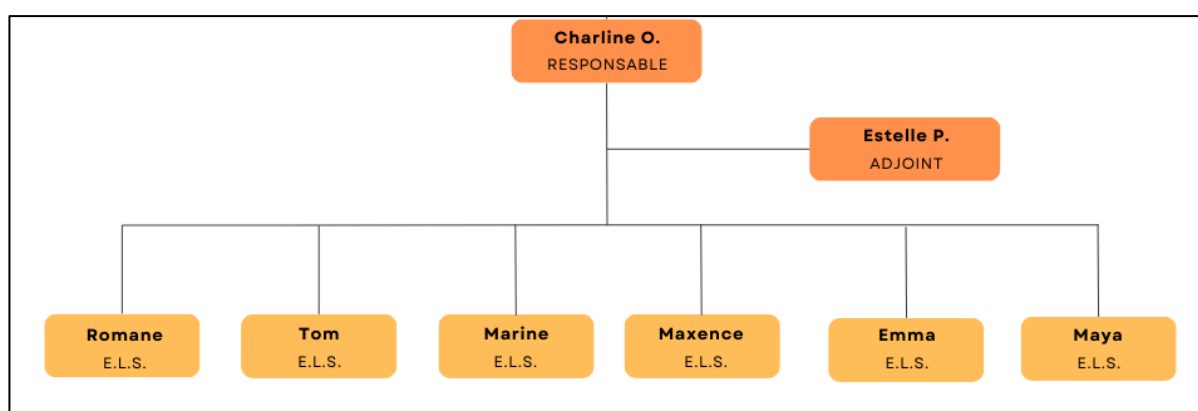 Charline O.
RESPONSABLE
Estelle P.
ADJOINT
Romane
E.L.S.
Tom
E.L.S.
Marine
E.L.S.
Maxence
E.L.S.
Emma
E.L.S.
Maya
E.L.S.